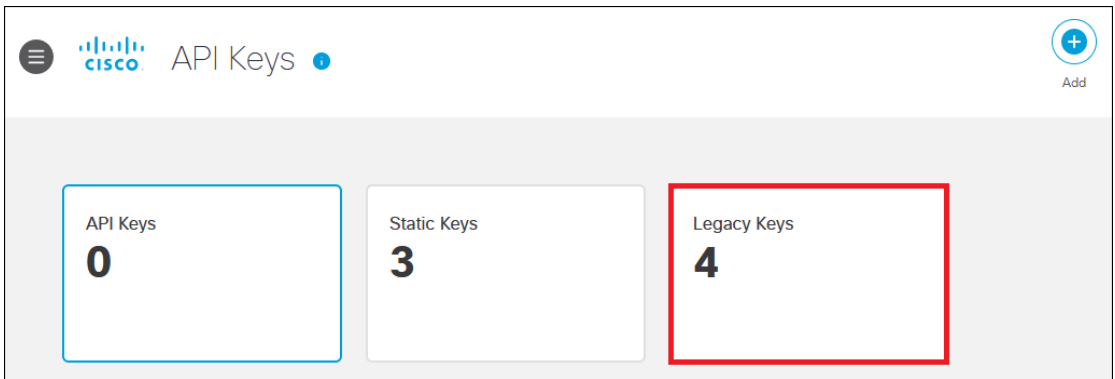 CISCO API Keys
Add
API Keys
0
Static Keys
3
Legacy Keys
4